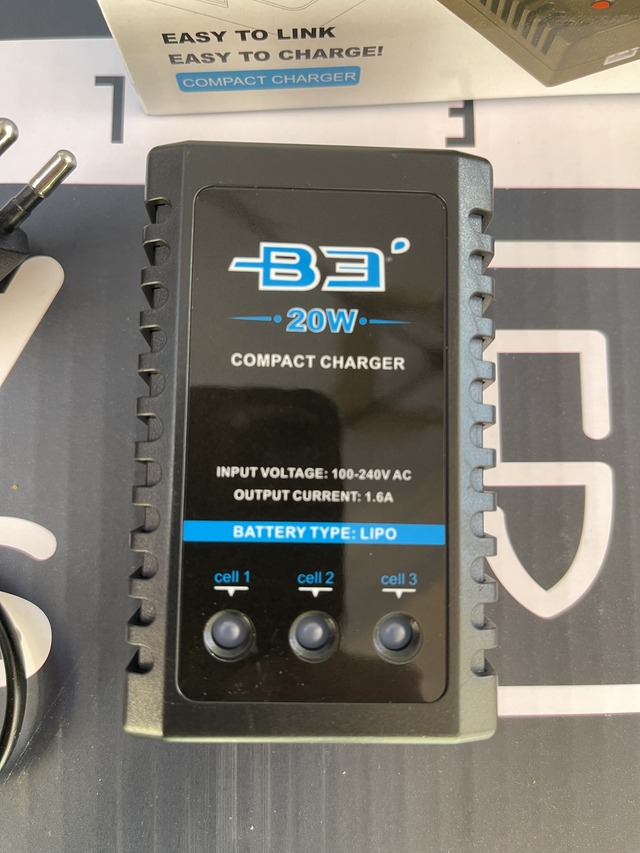 EASY TO LINK
EASY TO CHARGE!
COMPACT CHARGER
B3
20W
COMPACT CHARGER
INPUT VOLTAGE: 100-240V AC
OUTPUT CURRENT: 1.6A
BATTERY TYPE: LIPO
cell 1 cell 2 cell 3